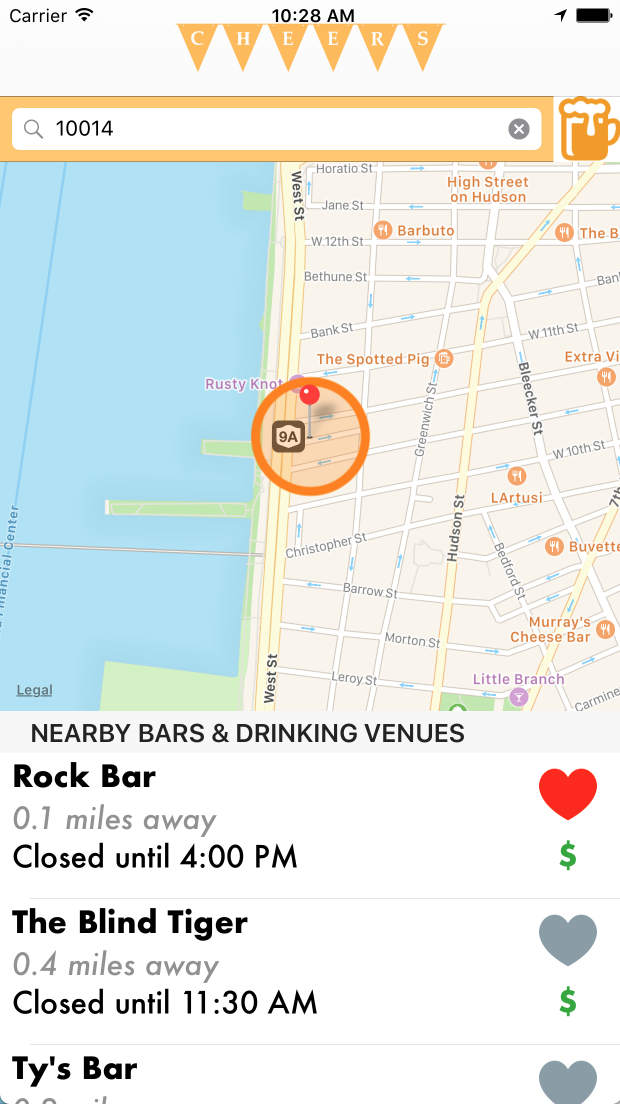 Carrier 10:28 AM
CHEERS
10014
Horatio St
West St
High Street
on Hudson
Jane St
Barbuto
The B
W 12th St
Bethune St
Ban
Bank St
W 11th St
The Spotted Pig
Extra Vi
Rusty Knot
Bleecker St
Greenwich St
9A
W 10th St
LArtusi
7th
Hudson St
Financial Center
Christopher St
Buvette
Bedford St
Barrow St
Murray's
Cheese Bar
Morton St
West St
Leroy St
Little Branch
Legal
Carmine
NEARBY BARS & DRINKING VENUES
Rock Bar
0.1 miles away
Closed until 4:00 PM
$
The Blind Tiger
0.4 miles away
Closed until 11:30 AM
$
Ty's Bar